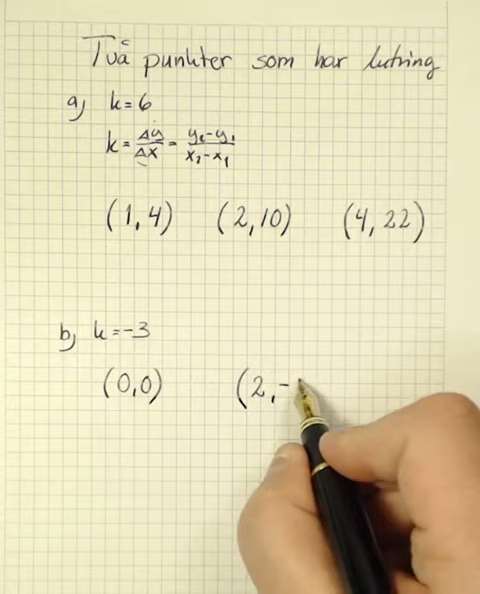 Två punkter som har lutning
a) k=6
k = Δy/Δx = y₂-y₁/x₂-x₁
(1,4) (2,10) (4,22)
b) k=-3
(0,0) (2,-